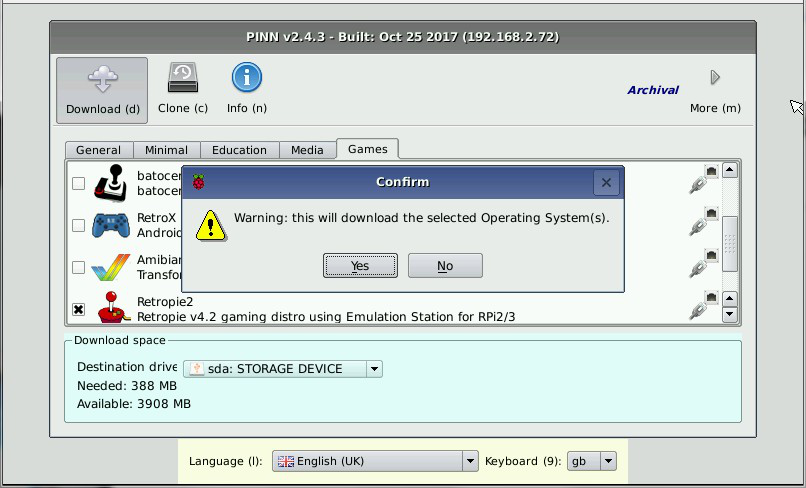 PINN v2.4.3 - Built: Oct 25 2017 (192.168.2.72)
Download (d)
Clone (c)
Info (n)
Archival
More (m)
General
Minimal
Education
Media
Games
batocer
batocer
RetroX
Android
Amibian
Transfo
Confirm
Warning: this will download the selected Operating System(s).
Yes
No
Retropie2
Retropie v4.2 gaming distro using Emulation Station for RPi2/3
Download space
Destination drive
sda: STORAGE DEVICE
Needed: 388 MB
Available: 3908 MB
Language (l):
English (UK)
Keyboard (9):
gb